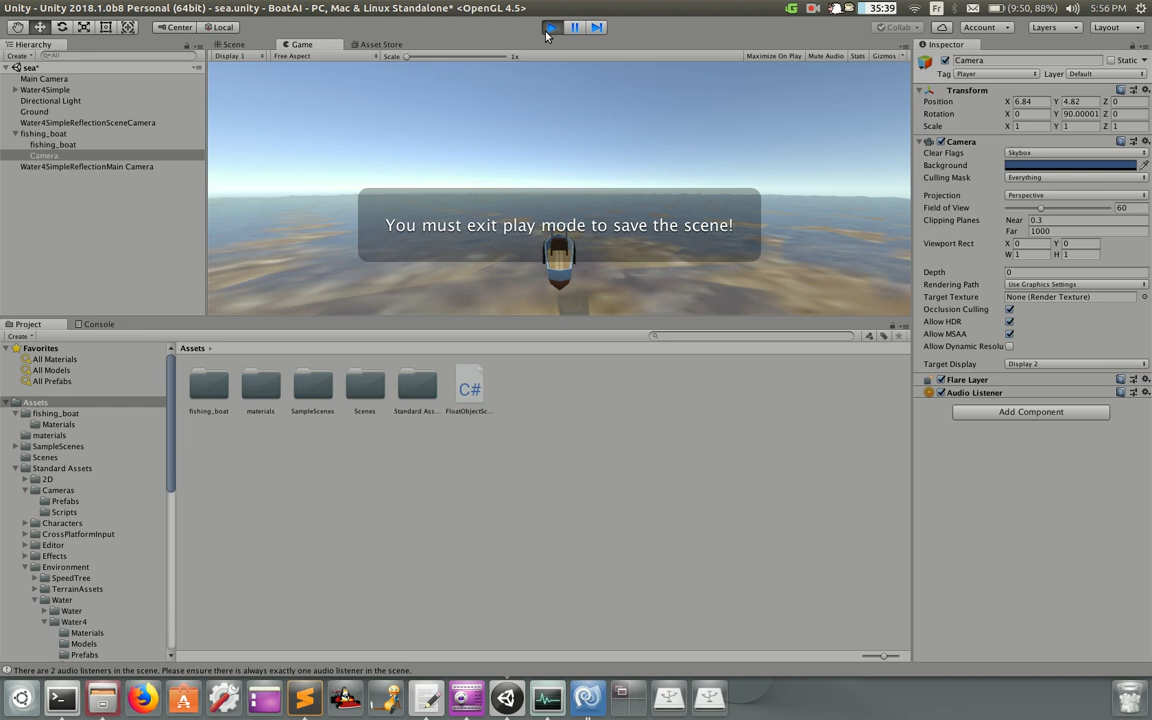 Unity - Unity 2018.1.0b8 Personal (64bit) - sea.unity - BoatAI - PC, Mac & Linux Standalone* <OpenGL 4.5>
35:39
Fr
(9:50, 88%)
5:56 PM
Center
Local
Collab
Account
Layers
Layout
Hierarchy
Create
All
sea*
Main Camera
Water4Simple
Directional Light
Ground
Water4SimpleReflectionSceneCamera
fishing_boat
fishing_boat
Camera
Water4SimpleReflectionMain Camera
Scene
Game
Asset Store
Display 1
Free Aspect
Scale
1x
Maximize On Play
Mute Audio
Stats
Gizmos
You must exit play mode to save the scene!
Inspector
Camera
Static
Tag
Player
Layer
Default
Transform
Position
X 6.84
Y 4.82
Z 0
Rotation
X 0
Y 90.00001
Z 0
Scale
X 1
Y 1
Z 1
Camera
Clear Flags
Skybox
Background
Culling Mask
Everything
Projection
Perspective
Field of View
60
Clipping Planes
Near 0.3
Far 1000
Viewport Rect
X 0
Y 0
W 1
H 1
Depth
0
Rendering Path
Use Graphics Settings
Target Texture
None (Render Texture)
Occlusion Culling
Allow HDR
Allow MSAA
Allow Dynamic Resolu
Target Display
Display 2
Flare Layer
Audio Listener
Add Component
Project
Console
Create
Favorites
All Materials
All Models
All Prefabs
Assets
fishing_boat
Materials
materials
SampleScenes
Scenes
Standard Assets
2D
Cameras
Prefabs
Scripts
Characters
CrossPlatformInput
Editor
Effects
Environment
SpeedTree
TerrainAssets
Water
Water
Water4
Materials
Models
Prefabs
Assets
C#
fishing_boat
materials
SampleScenes
Scenes
Standard Ass...
FloatObjectSc...
There are 2 audio listeners in the scene. Please ensure there is always exactly one audio listener in the scene.